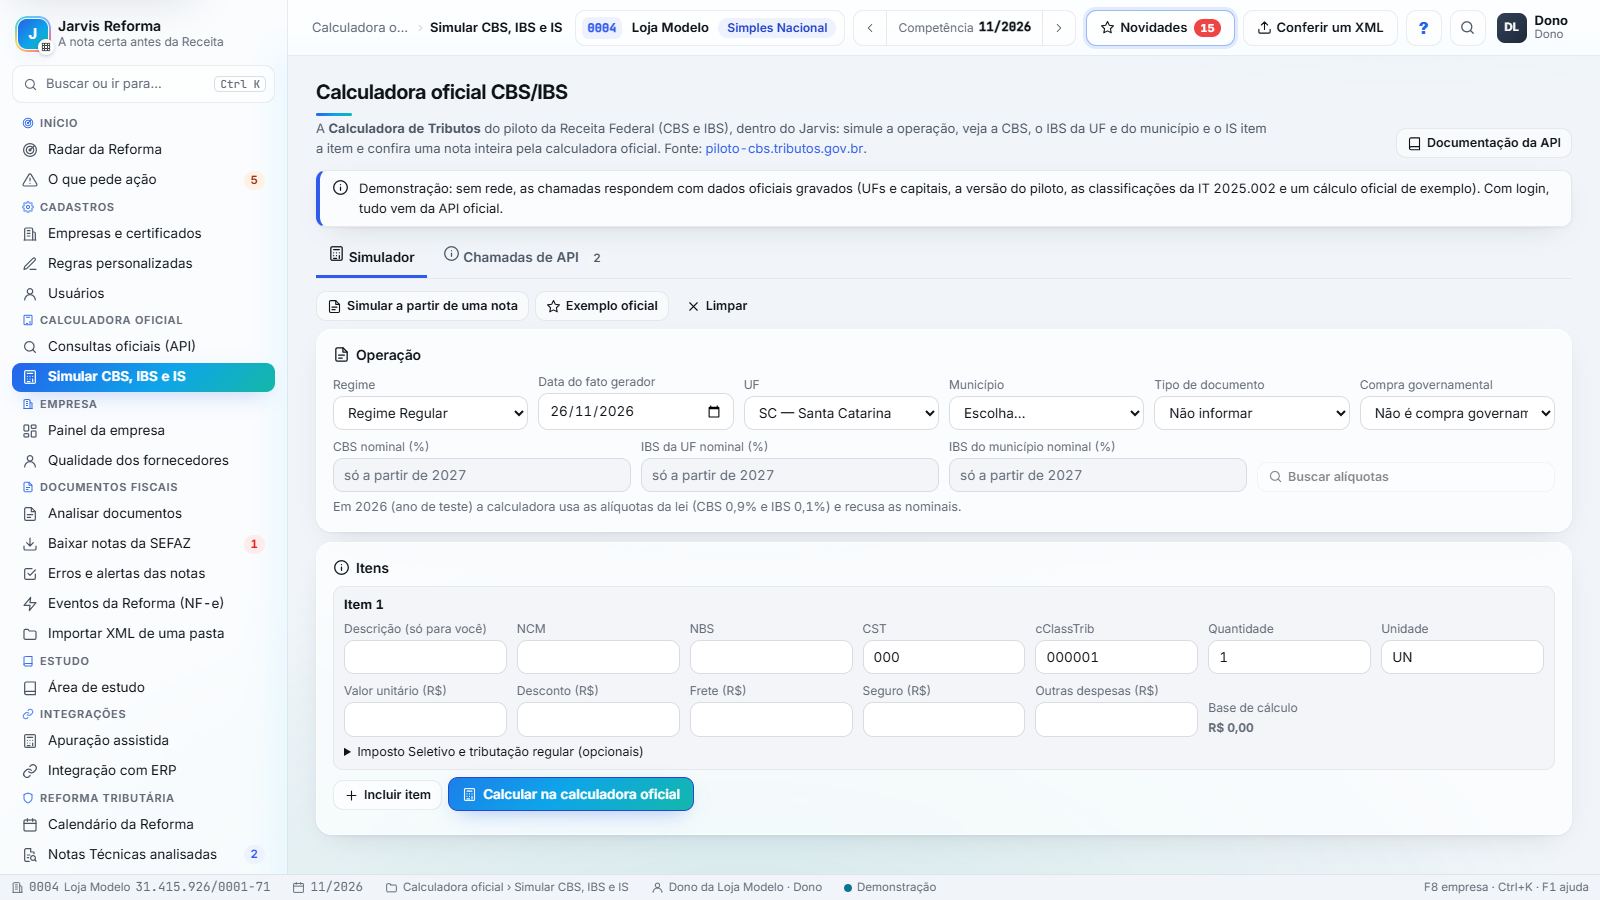 J
Jarvis Reforma
A nota certa antes da Receita
Buscar ou ir para...
Ctrl K
INÍCIO
Radar da Reforma
O que pede ação
5
CADASTROS
Empresas e certificados
Regras personalizadas
Usuários
CALCULADORA OFICIAL
Consultas oficiais (API)
Simular CBS, IBS e IS
EMPRESA
Painel da empresa
Qualidade dos fornecedores
DOCUMENTOS FISCAIS
Analisar documentos
Baixar notas da SEFAZ
1
Erros e alertas das notas
Eventos da Reforma (NF-e)
Importar XML de uma pasta
ESTUDO
Área de estudo
INTEGRAÇÕES
Apuração assistida
Integração com ERP
REFORMA TRIBUTÁRIA
Calendário da Reforma
Notas Técnicas analisadas
2
Calculadora o... › Simular CBS, IBS e IS
0004 Loja Modelo Simples Nacional
‹ Competência 11/2026 ›
Novidades 15
Conferir um XML
?
DL
Dono
Dono
Calculadora oficial CBS/IBS
A Calculadora de Tributos do piloto da Receita Federal (CBS e IBS), dentro do Jarvis: simule a operação, veja a CBS, o IBS da UF e do município e o IS item
a item e confira uma nota inteira pela calculadora oficial. Fonte: piloto-cbs.tributos.gov.br.
Documentação da API
Demonstração: sem rede, as chamadas respondem com dados oficiais gravados (UFs e capitais, a versão do piloto, as classificações da IT 2025.002 e um cálculo oficial de exemplo). Com login,
tudo vem da API oficial.
Simulador
Chamadas de API 2
Simular a partir de uma nota
Exemplo oficial
Limpar
Operação
Regime
Data do fato gerador
UF
Município
Tipo de documento
Compra governamental
Regime Regular
26/11/2026
SC — Santa Catarina
Escolha...
Não informar
Não é compra governam
CBS nominal (%)
IBS da UF nominal (%)
IBS do município nominal (%)
só a partir de 2027
só a partir de 2027
só a partir de 2027
Buscar alíquotas
Em 2026 (ano de teste) a calculadora usa as alíquotas da lei (CBS 0,9% e IBS 0,1%) e recusa as nominais.
Itens
Item 1
Descrição (só para você)
NCM
NBS
CST
cClassTrib
Quantidade
Unidade
000
000001
1
UN
Valor unitário (R$)
Desconto (R$)
Frete (R$)
Seguro (R$)
Outras despesas (R$)
Base de cálculo
R$ 0,00
Imposto Seletivo e tributação regular (opcionais)
Incluir item
Calcular na calculadora oficial
0004 Loja Modelo 31.415.926/0001-71
11/2026
Calculadora oficial › Simular CBS, IBS e IS
Dono da Loja Modelo · Dono
Demonstração
F8 empresa · Ctrl+K · F1 ajuda